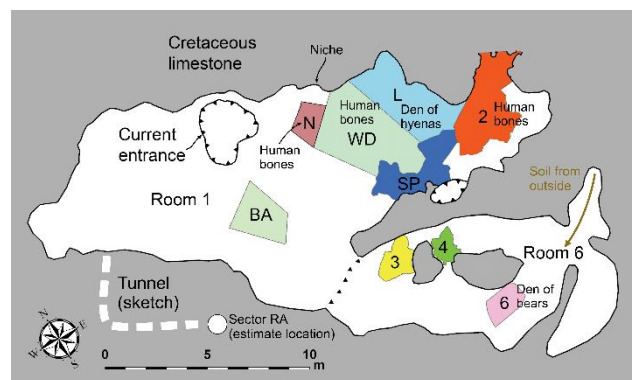 Cretaceous
limestone
Niche
L
Den of
hyenas
2 Human
bones
Human
bones
WD
N
Human
bones
Current
entrance
SP
Soil from
outside
Room 1
BA
3
4
Room 6
6
Den of
bears
Tunnel
(sketch)
Sector RA
(estimate location)
N
E
S
W
0 5 10
m